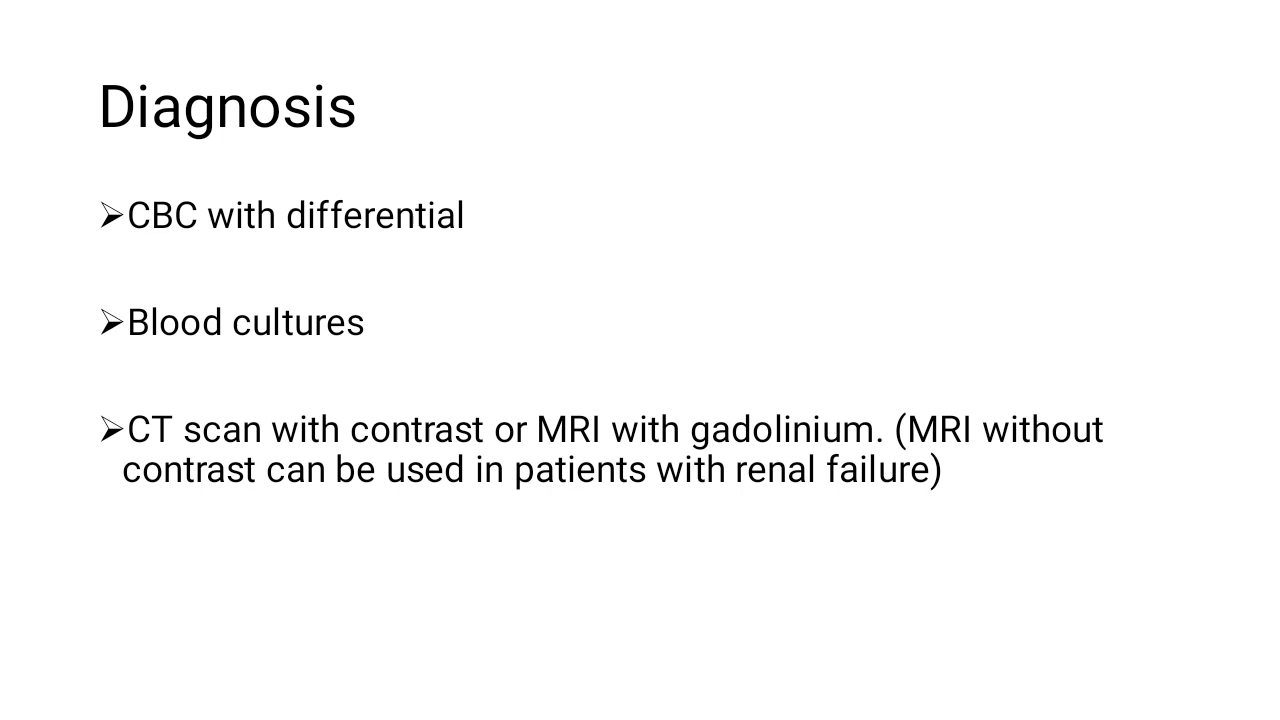 Diagnosis
➢CBC with differential
➢Blood cultures
➢CT scan with contrast or MRI with gadolinium. (MRI without
contrast can be used in patients with renal failure)